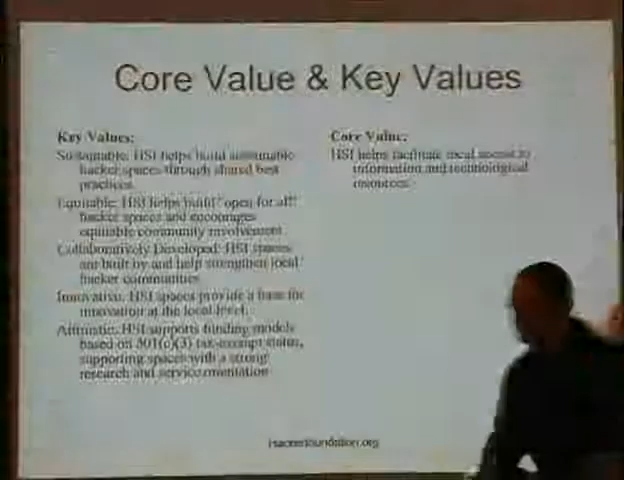 Core Value & Key Values
Key Values:
Sustainable: HSI helps build sustainable
hacker spaces through shared best
practices.
Equitable: HSI helps build "open for all"
hacker spaces and encourages
equitable community involvement
Collaboratively Developed: HSI spaces
are built by and help strengthen local
hacker communities
Innovative: HSI spaces provide a base for
innovation at the local level.
Altruistic: HSI supports funding models
based on 501(c)(3) tax-exempt status,
supporting spaces with a strong
research and service orientation
Core Value:
HSI helps facilitate local access to
information and technological
resources.
hackerfoundation.org